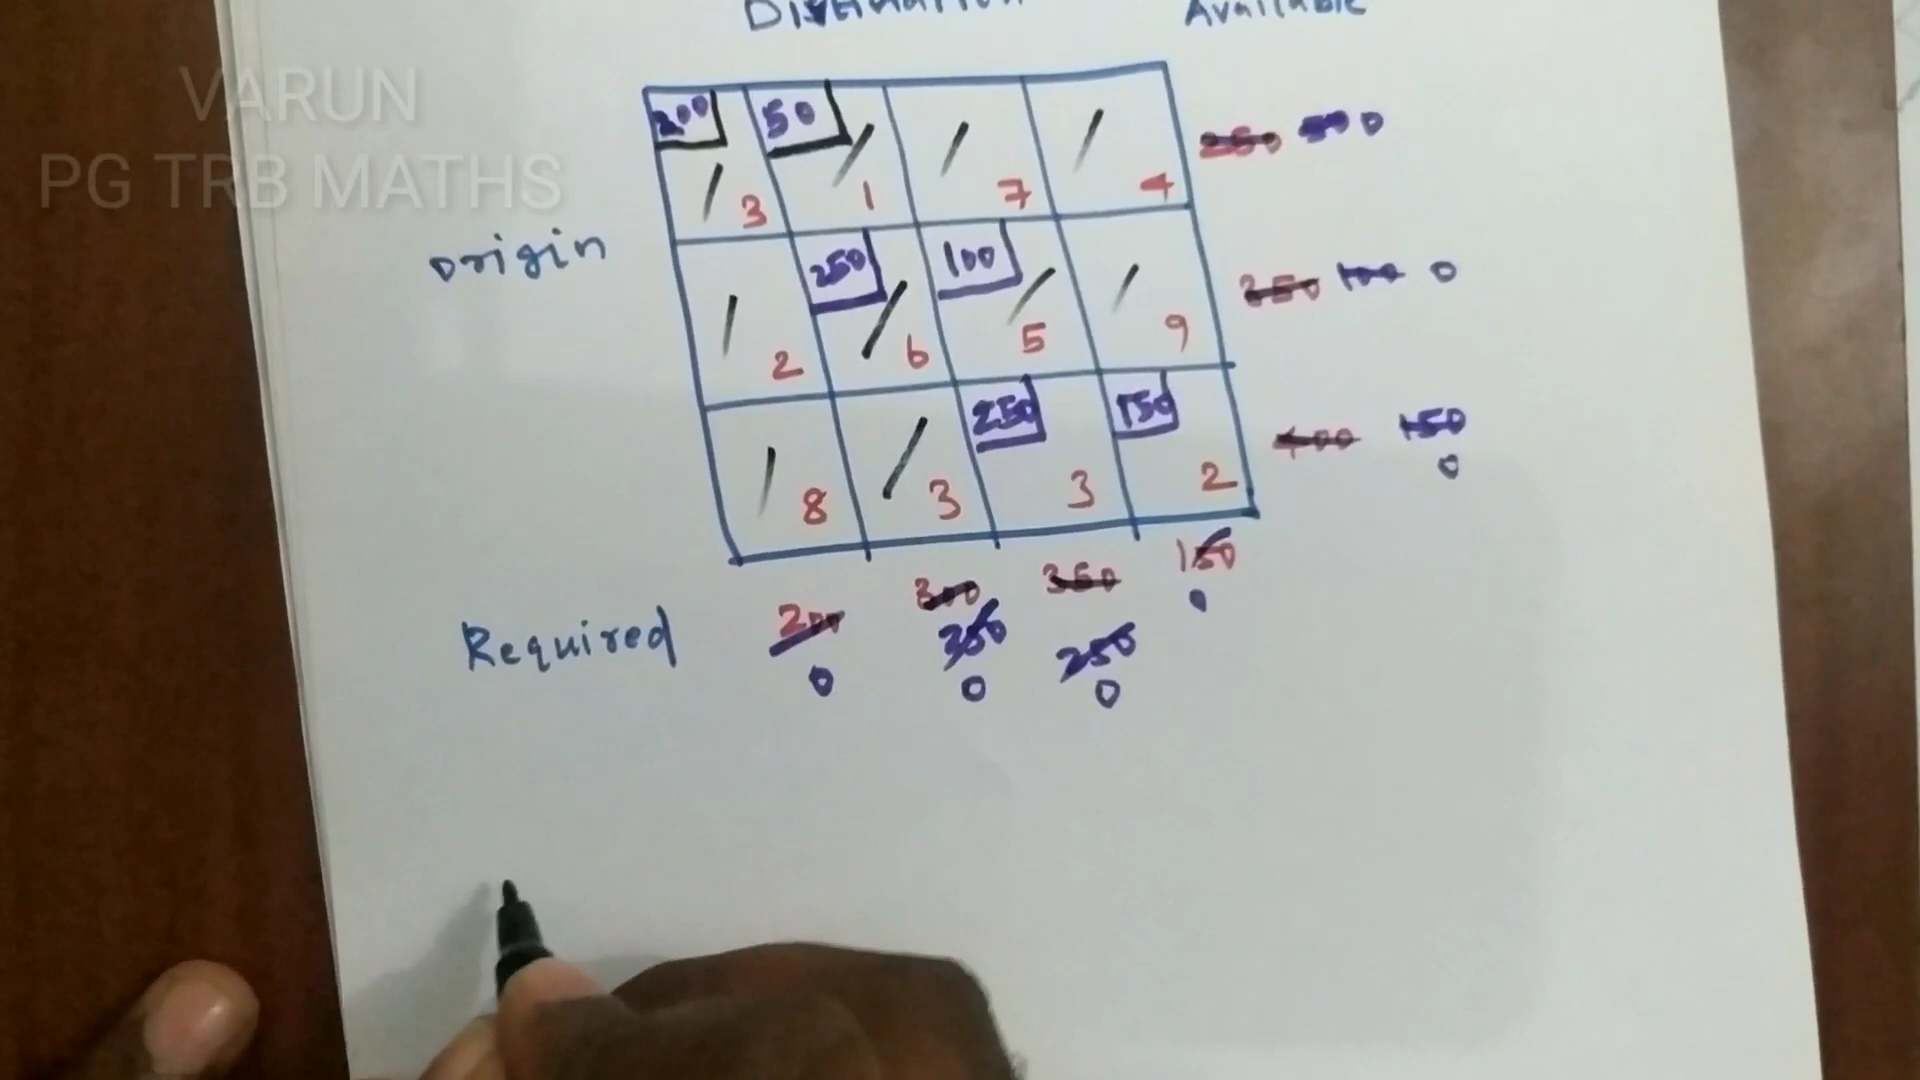 Available
VARUN
PG TRB MATHS
200 50
250 50 0
3 1 7 4
origin
250 100
350 100 0
2 6 5 9
250 150
400 150
0
8 3 3 2
Required
200 300 350 150
0 250 250 0
0 0